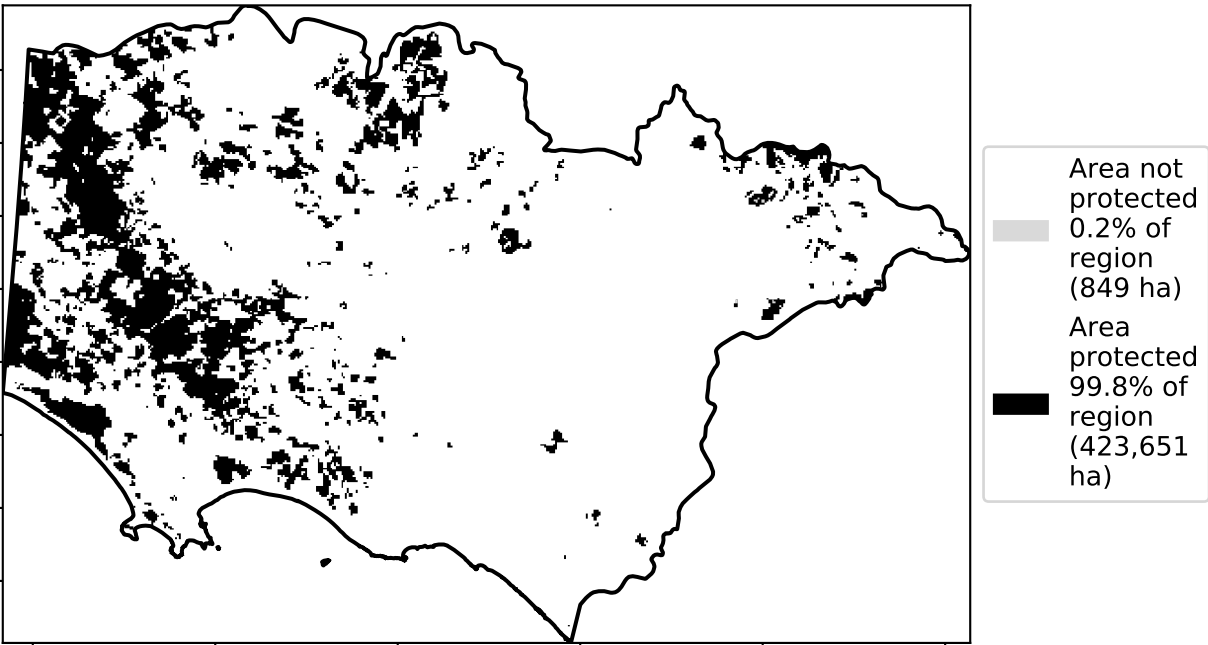 Area not
protected
0.2% of
region
(849 ha)
Area
protected
99.8% of
region
(423,651
ha)